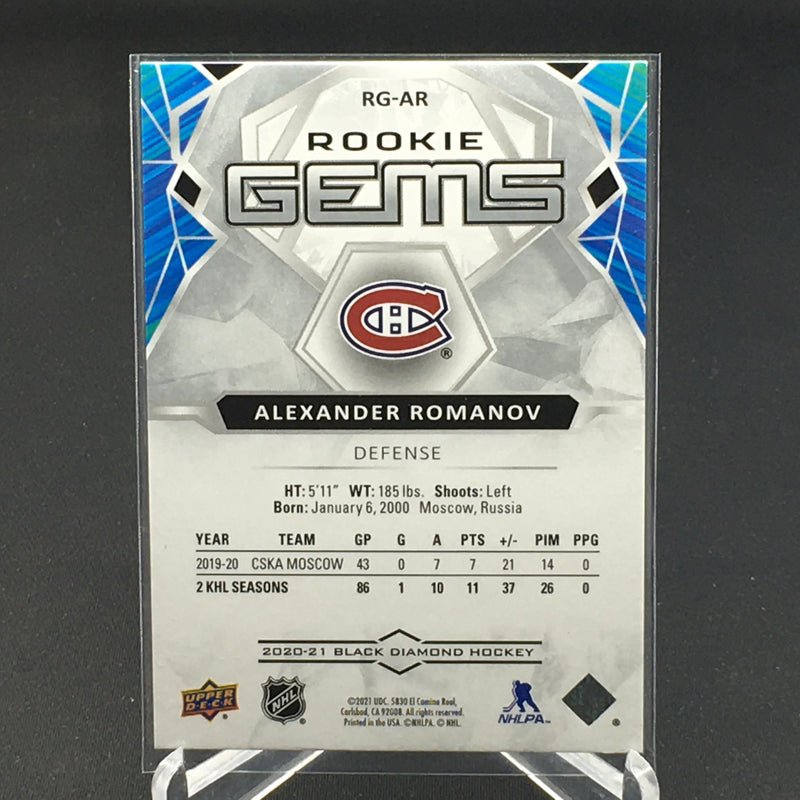 RG-AR
ROOKIE
GEMS
CH
®
ALEXANDER ROMANOV
DEFENSE
HT: 5'11" WT: 185 lbs. Shoots: Left
Born: January 6, 2000 Moscow, Russia
YEAR TEAM GP G A PTS +/- PIM PPG
2019-20 CSKA MOSCOW 43 0 7 7 21 14 0
2 KHL SEASONS 86 1 10 11 37 26 0
2020-21 BLACK DIAMOND HOCKEY
UPPER DECK ®
NHL ®
©2021 UDC. 5830 El Camino Real,
Carlsbad, CA 92008. All rights reserved.
Printed in the USA. ©NHLPA. © NHL.
NHLPA™
®